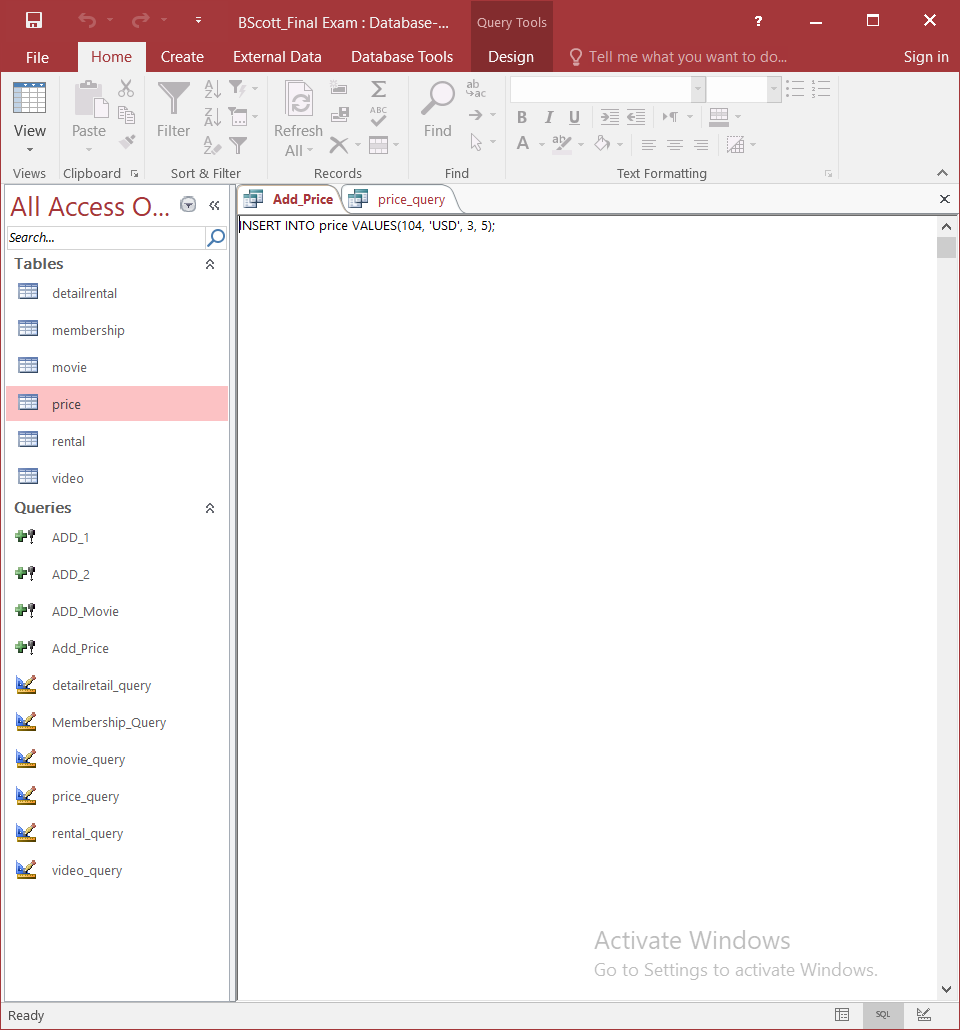 BScott_Final Exam : Database-...
Query Tools
?
File
Home
Create
External Data
Database Tools
Design
Tell me what you want to do...
Sign in
View
Paste
Filter
Refresh
All
ABC
Find
ab
ac
B I U
A
ab
Views
Clipboard
Sort & Filter
Records
Find
Text Formatting
All Access O...
Search...
Tables
detailrental
membership
movie
price
rental
video
Queries
ADD_1
ADD_2
ADD_Movie
Add_Price
detailretail_query
Membership_Query
movie_query
price_query
rental_query
video_query
Add_Price
price_query
INSERT INTO price VALUES(104, 'USD', 3, 5);
Activate Windows
Go to Settings to activate Windows.
Ready
SQL